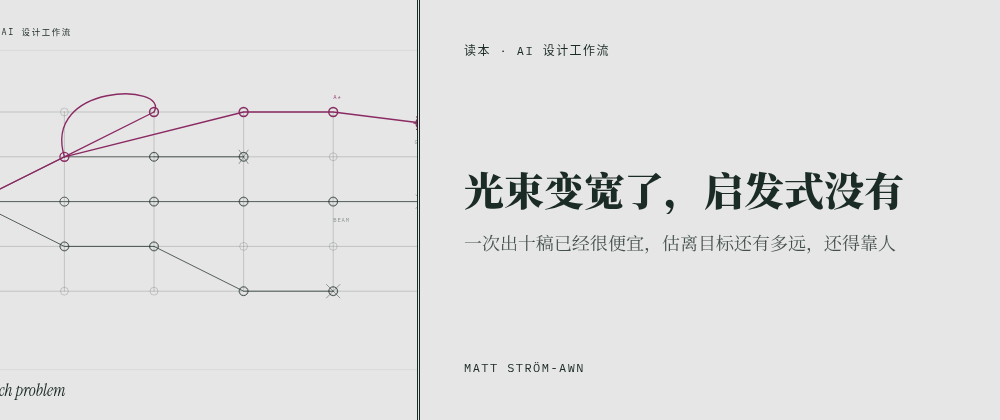 AI 设计工作流
A*
BEAM
ch problem
读本 · AI 设计工作流
光束变宽了，启发式没有
一次出十稿已经很便宜，估离目标还有多远，还得靠人
MATT STRÖM-AWN